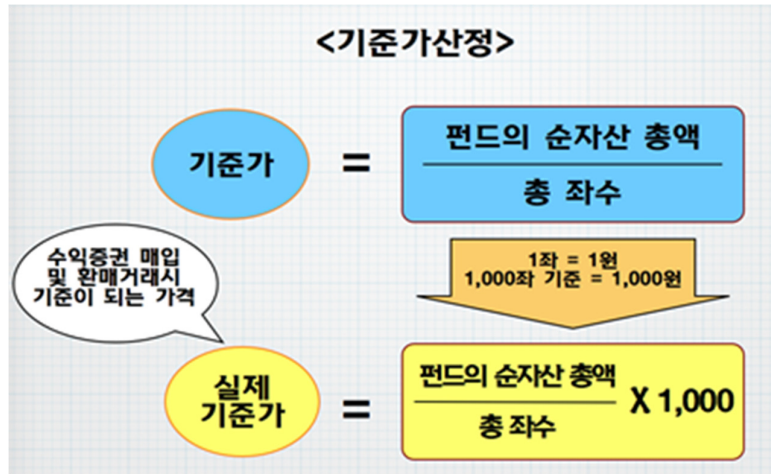 <기준가산정>
기준가
=
펀드의 순자산 총액
총 좌수
수익증권 매입
및 환매거래시
기준이 되는 가격
1좌 = 1원
1,000좌 기준 = 1,000원
실제
기준가
=
펀드의 순자산 총액
총 좌수
X 1,000